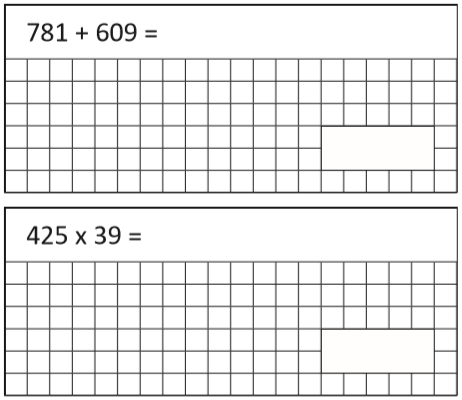 781 + 609 =
425 x 39 =